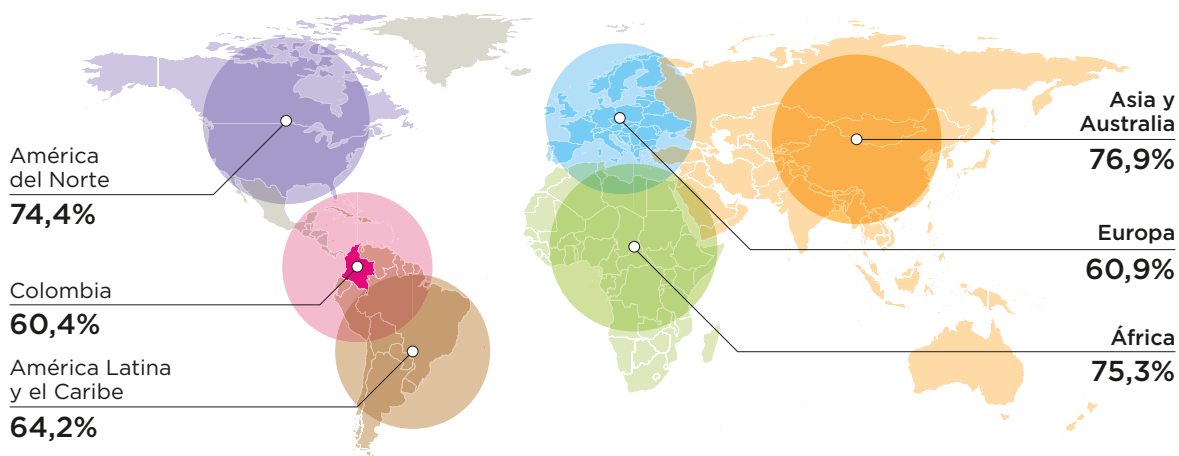 América
del Norte
74,4%
Colombia
60,4%
América Latina
y el Caribe
64,2%
Asia y
Australia
76,9%
Europa
60,9%
África
75,3%